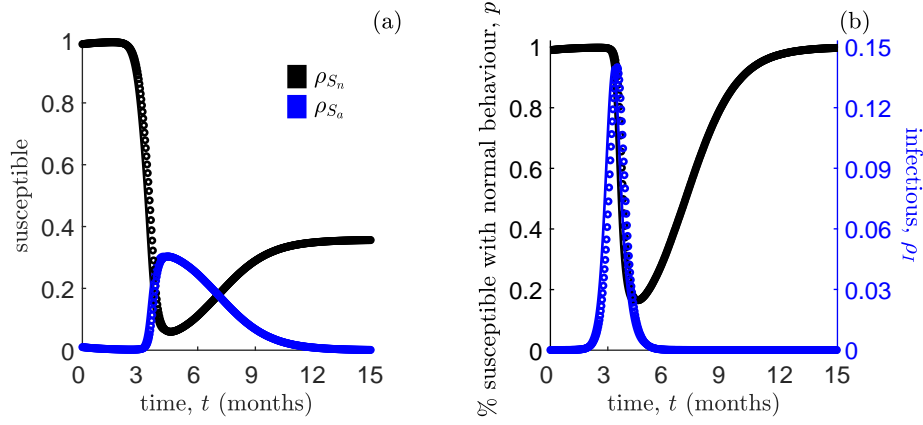 (a)
susceptible
1
0.8
0.6
0.4
0.2
0
0 3 6 9 12 15
time, t (months)
ρ_{S_n}
ρ_{S_a}
(b)
% susceptible with normal behaviour, p
1
0.8
0.6
0.4
0.2
0
0 3 6 9 12 15
time, t (months)
0.15
0.12
0.09
0.06
0.03
0
infectious, ρ_I